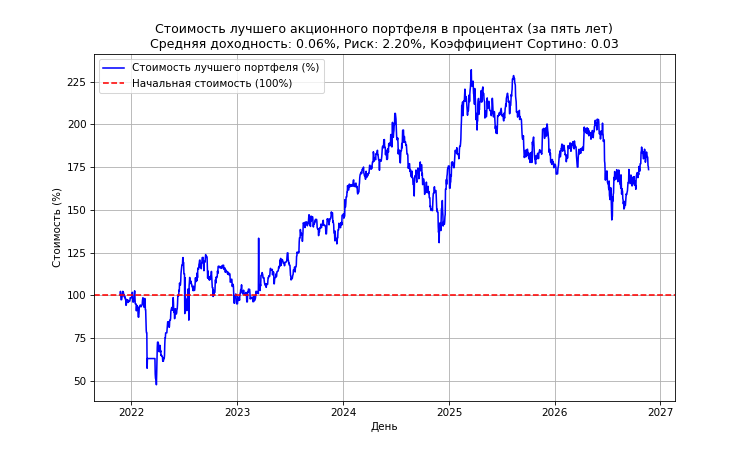 Стоимость лучшего акционного портфеля в процентах (за пять лет)
Средняя доходность: 0.06%, Риск: 2.20%, Коэффициент Сортино: 0.03
Стоимость лучшего портфеля (%)
Начальная стоимость (100%)
Стоимость (%)
225
200
175
150
125
100
75
50
2022 2023 2024 2025 2026 2027
День